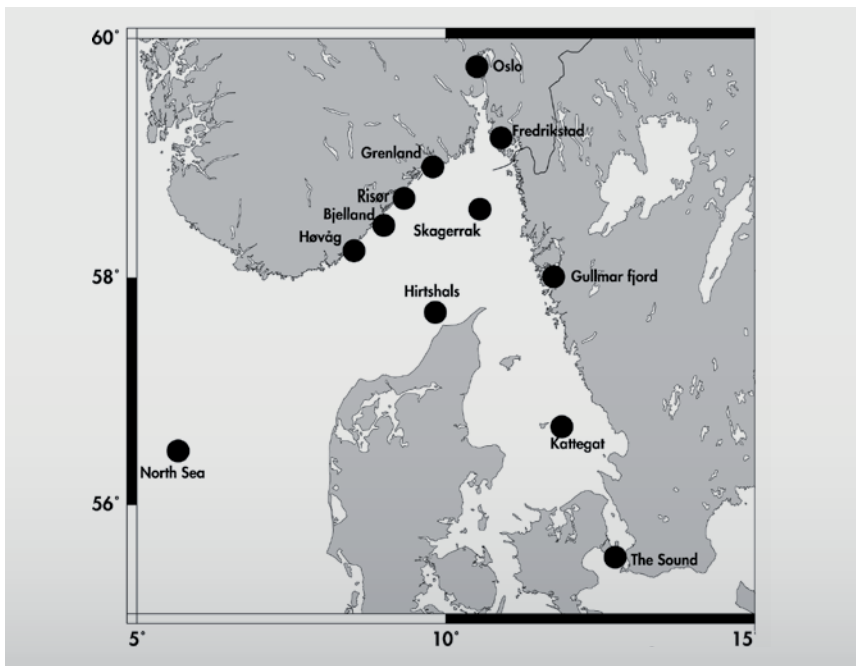 60°
Oslo
Fredrikstad
Grenland
Risør
Bjelland
Skagerrak
Høvåg
58°
Gullmar fjord
Hirtshals
Kattegat
North Sea
56°
The Sound
5°
10°
15°